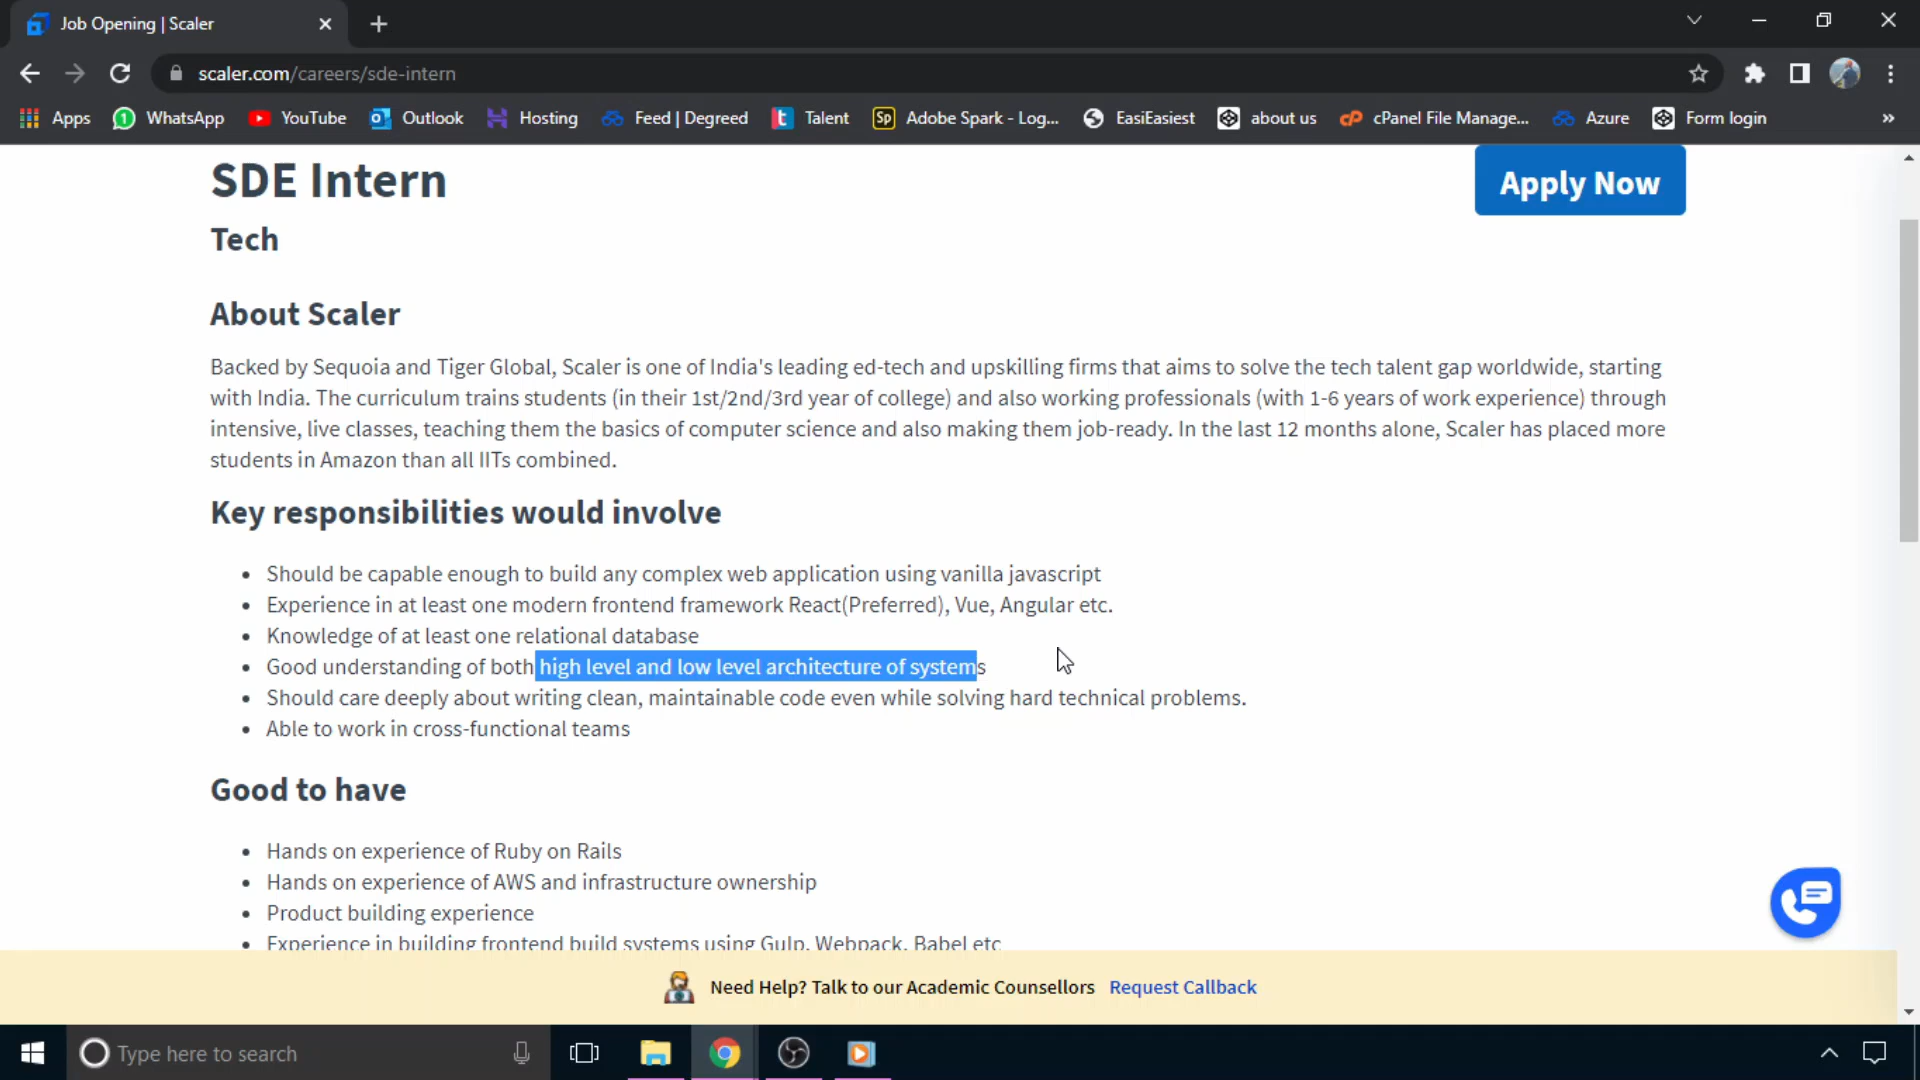 Job Opening | Scaler
scaler.com/careers/sde-intern
Apps
WhatsApp
YouTube
Outlook
Hosting
Feed | Degreed
Talent
Adobe Spark - Log...
EasiEasiest
about us
cPanel File Manage...
Azure
Form login
SDE Intern
Apply Now
Tech
About Scaler
Backed by Sequoia and Tiger Global, Scaler is one of India's leading ed-tech and upskilling firms that aims to solve the tech talent gap worldwide, starting
with India. The curriculum trains students (in their 1st/2nd/3rd year of college) and also working professionals (with 1-6 years of work experience) through
intensive, live classes, teaching them the basics of computer science and also making them job-ready. In the last 12 months alone, Scaler has placed more
students in Amazon than all IITs combined.
Key responsibilities would involve
• Should be capable enough to build any complex web application using vanilla javascript
• Experience in at least one modern frontend framework React(Preferred), Vue, Angular etc.
• Knowledge of at least one relational database
• Good understanding of both high level and low level architecture of systems
• Should care deeply about writing clean, maintainable code even while solving hard technical problems.
• Able to work in cross-functional teams
Good to have
• Hands on experience of Ruby on Rails
• Hands on experience of AWS and infrastructure ownership
• Product building experience
• Experience in building frontend build systems using Gulp, Webpack, Babel etc
Need Help? Talk to our Academic Counsellors Request Callback
Type here to search